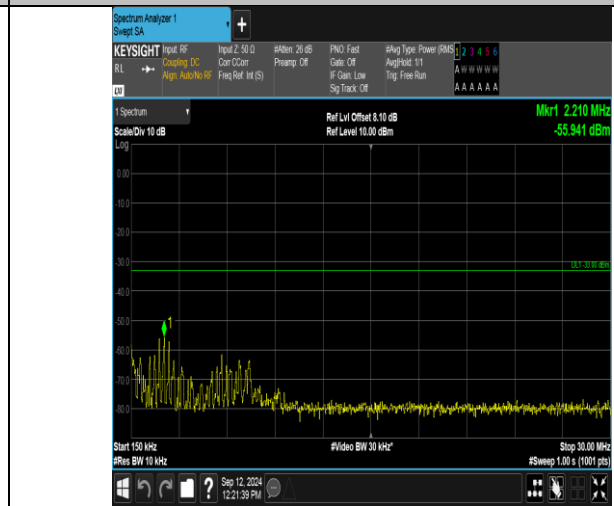 Spectrum Analyzer 1
Swept SA
+
KEYSIGHT
RL
Input: RF
Coupling: DC
Align: Auto/No RF
Input Z: 50 Ω
Corr CCorr
Freq Ref: Int (S)
#Atten: 26 dB
Preamp: Off
PNO: Fast
Gate: Off
IF Gain: Low
Sig Track: Off
#Avg Type: Power (RMS
Avg|Hold: 1/1
Trig: Free Run
1 2 3 4 5 6
A W W W W W
A A A A A A
1 Spectrum
Scale/Div 10 dB
Ref Lvl Offset 8.10 dB
Ref Level 10.00 dBm
Mkr1 2.210 MHz
-55.941 dBm
Log
0.00
-10.0
-20.0
-30.0
DL1 -33.00 dBm
-40.0
-50.0
1
-60.0
-70.0
-80.0
Start 150 kHz
#Res BW 10 kHz
#Video BW 30 kHz*
Stop 30.00 MHz
#Sweep 1.00 s (1001 pts)
?
Sep 12, 2024
12:21:39 PM